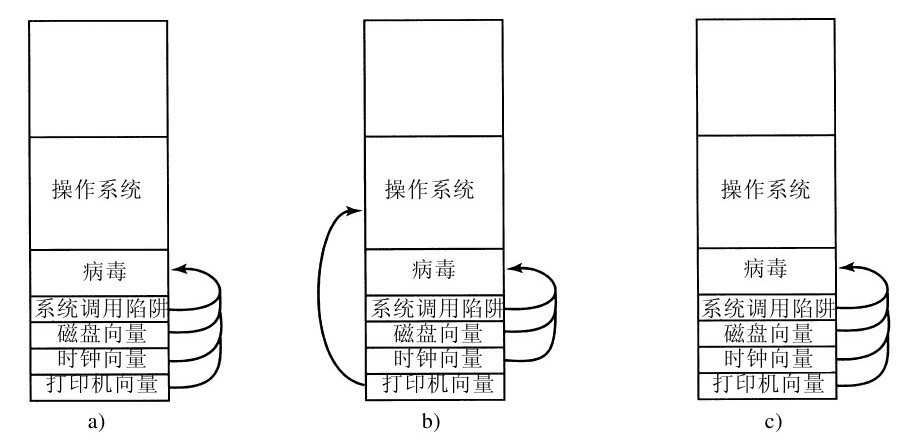 操作系统
病毒
系统调用陷阱
磁盘向量
时钟向量
打印机向量
a)
操作系统
病毒
系统调用陷阱
磁盘向量
时钟向量
打印机向量
b)
操作系统
病毒
系统调用陷阱
磁盘向量
时钟向量
打印机向量
c)